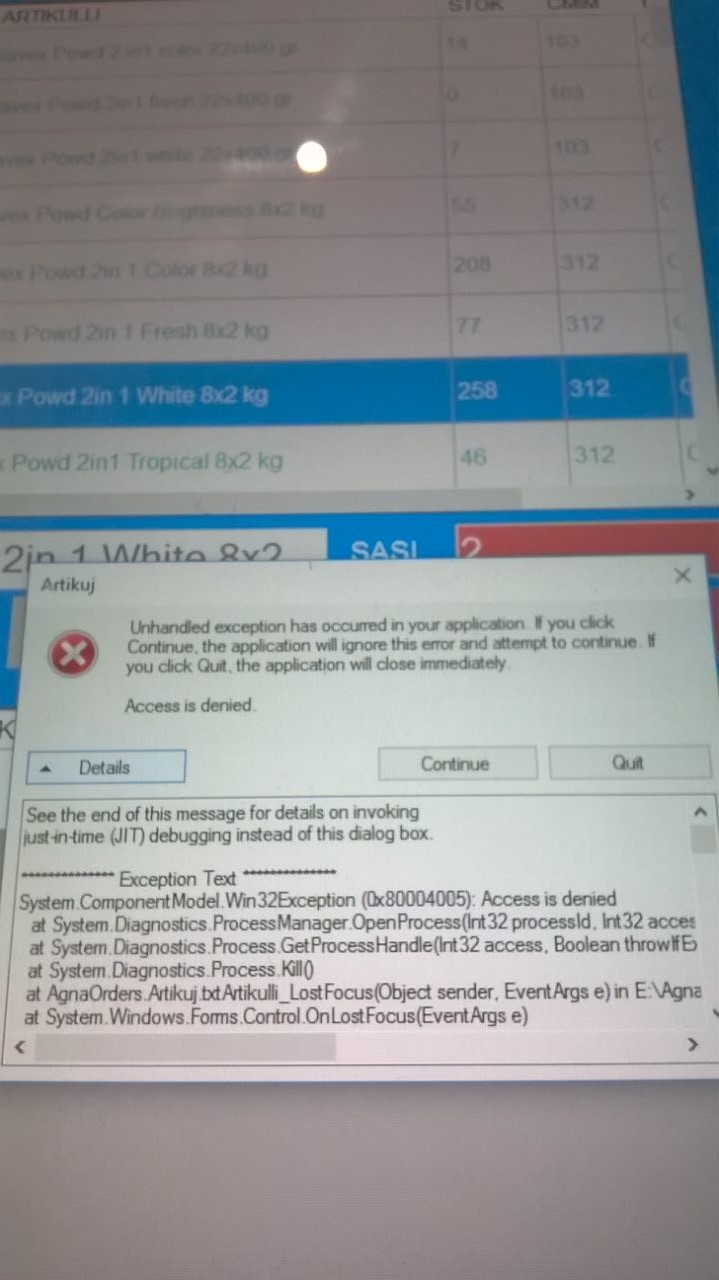 ARTIKULLI STOK CMIM
Powd 2 in1 color 22x400 gr 14 103
Powd 2in1 fresh 22x400 gr 0 103
Powd 2in1 white 22x400 gr 7 103
Powd Color Brightness 8x2 kg 55 312
Powd 2in 1 Color 8x2 kg 208 312
Powd 2in 1 Fresh 8x2 kg 77 312
x Powd 2in 1 White 8x2 kg 258 312
Powd 2in1 Tropical 8x2 kg 46 312
2in 1 White 8x2 SASI 2
Artikuj
Unhandled exception has occurred in your application. If you click
Continue, the application will ignore this error and attempt to continue. If
you click Quit, the application will close immediately.
Access is denied.
Details Continue Quit
See the end of this message for details on invoking
just-in-time (JIT) debugging instead of this dialog box.
************** Exception Text **************
System.ComponentModel.Win32Exception (0x80004005): Access is denied
at System.Diagnostics.ProcessManager.OpenProcess(Int32 processId, Int32 acces
at System.Diagnostics.Process.GetProcessHandle(Int32 access, Boolean throwIfE
at System.Diagnostics.Process.Kill()
at AgnaOrders.Artikuj.txtArtikulli_LostFocus(Object sender, EventArgs e) in E:\Agna
at System.Windows.Forms.Control.OnLostFocus(EventArgs e)